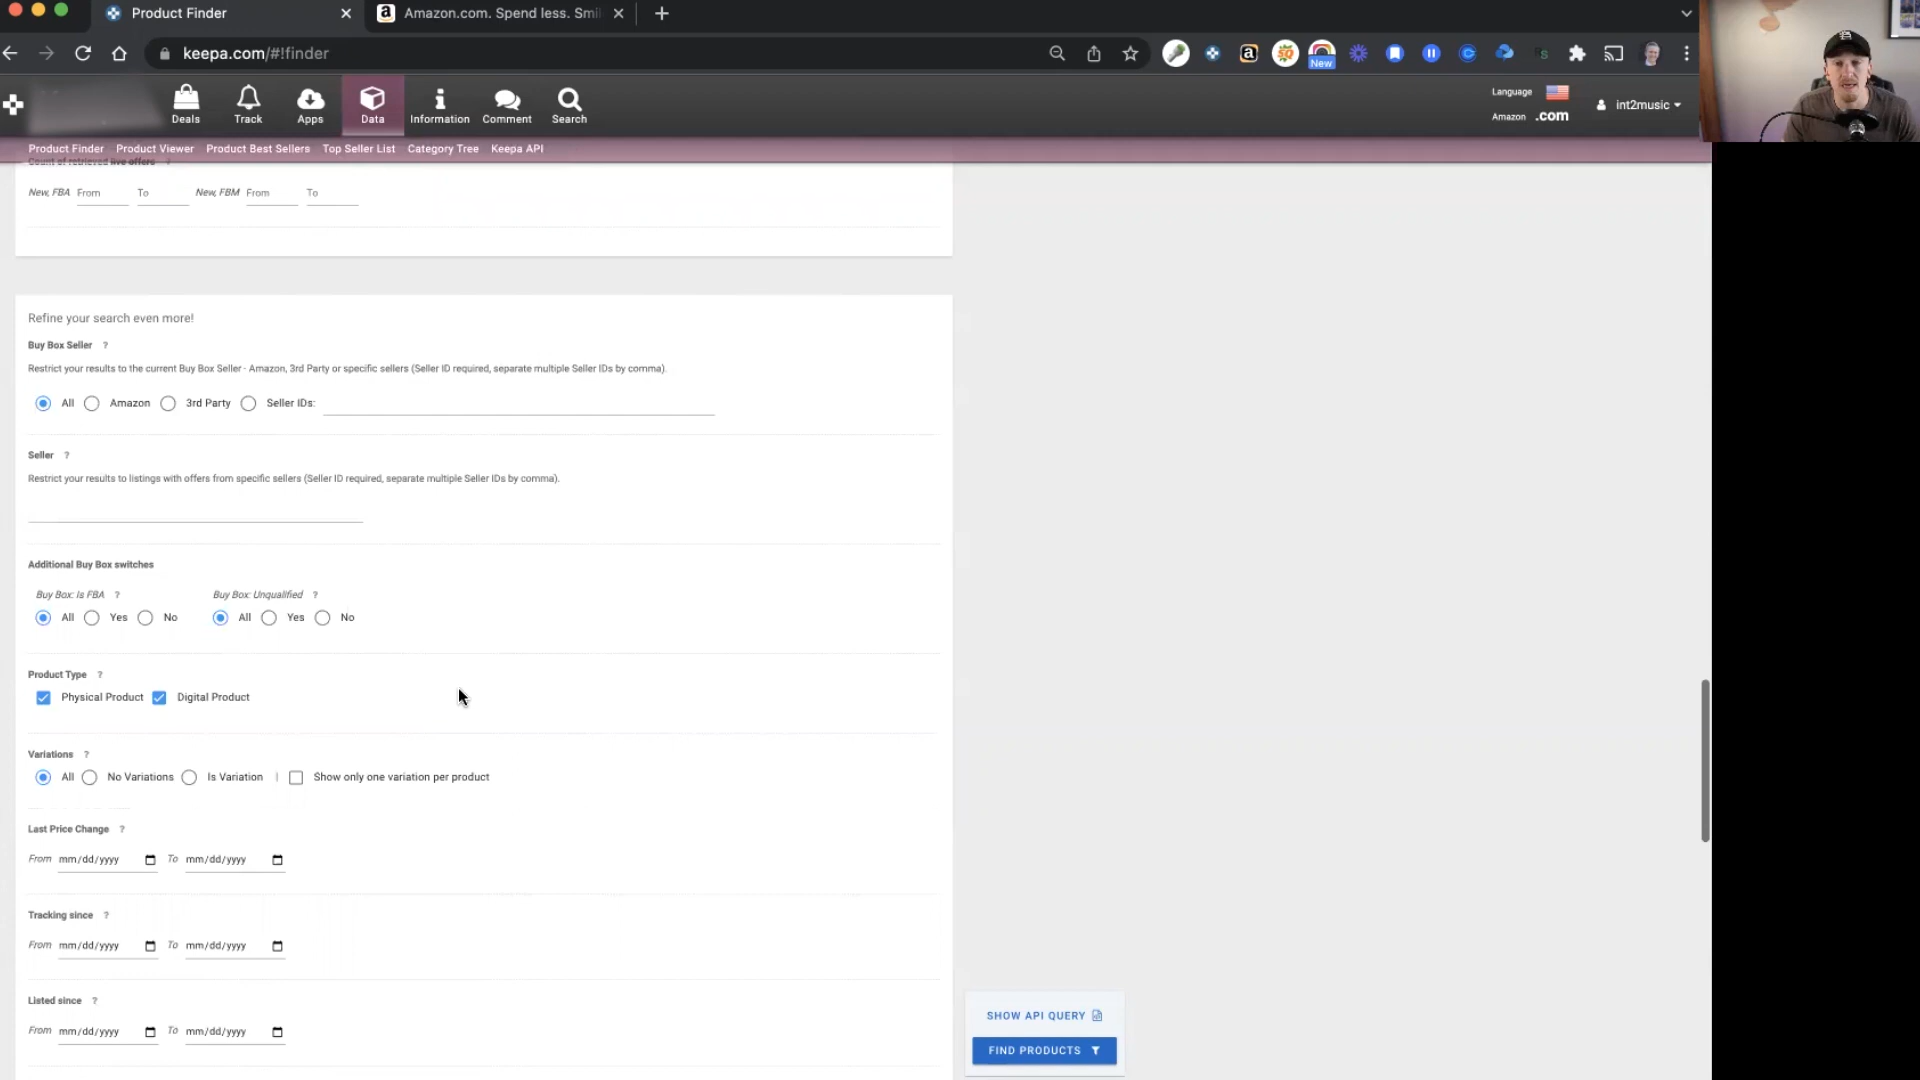 Product Finder
Amazon.com. Spend less. Smi
keepa.com/#!finder
New
Deals
Track
Apps
Data
Information
Comment
Search
Language
Amazon .com
int2music
Product Finder Product Viewer Product Best Sellers Top Seller List Category Tree Keepa API
Count of retrieved live offers ?
New, FBA From To New, FBM From To
Refine your search even more!
Buy Box Seller ?
Restrict your results to the current Buy Box Seller - Amazon, 3rd Party or specific sellers (Seller ID required, separate multiple Seller IDs by comma).
All Amazon 3rd Party Seller IDs:
Seller ?
Restrict your results to listings with offers from specific sellers (Seller ID required, separate multiple Seller IDs by comma).
Additional Buy Box switches
Buy Box: Is FBA ? Buy Box: Unqualified ?
All Yes No All Yes No
Product Type ?
Physical Product Digital Product
Variations ?
All No Variations Is Variation | Show only one variation per product
Last Price Change ?
From mm/dd/yyyy To mm/dd/yyyy
Tracking since ?
From mm/dd/yyyy To mm/dd/yyyy
Listed since ?
From mm/dd/yyyy To mm/dd/yyyy
SHOW API QUERY
FIND PRODUCTS